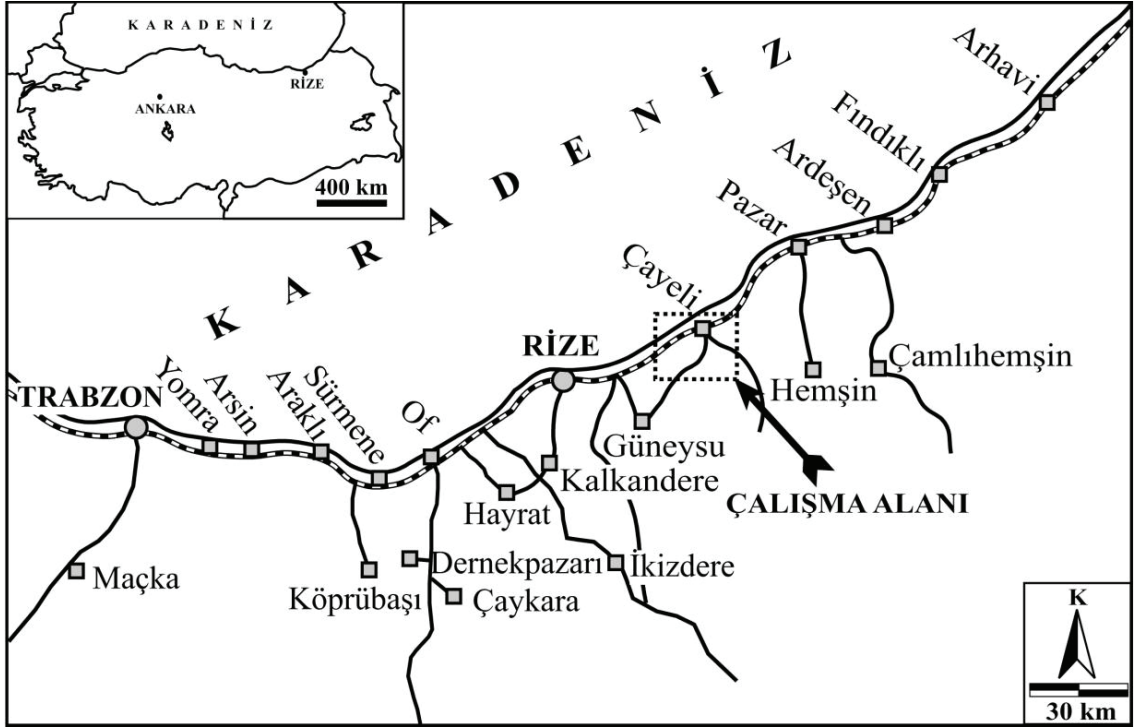 KARADENİZ
RİZE
ANKARA
400 km
KARADENİZ
Arhavi
Fındıklı
Ardeşen
Pazar
Çayeli
RİZE
TRABZON
Yomra
Arsin
Araklı
Sürmene
Of
Çamlıhemşin
Hemşin
Güneysu
Kalkandere
Hayrat
ÇALIŞMA ALANI
Maçka
Köprübaşı
Dernekpazarı
İkizdere
Çaykara
K
30 km